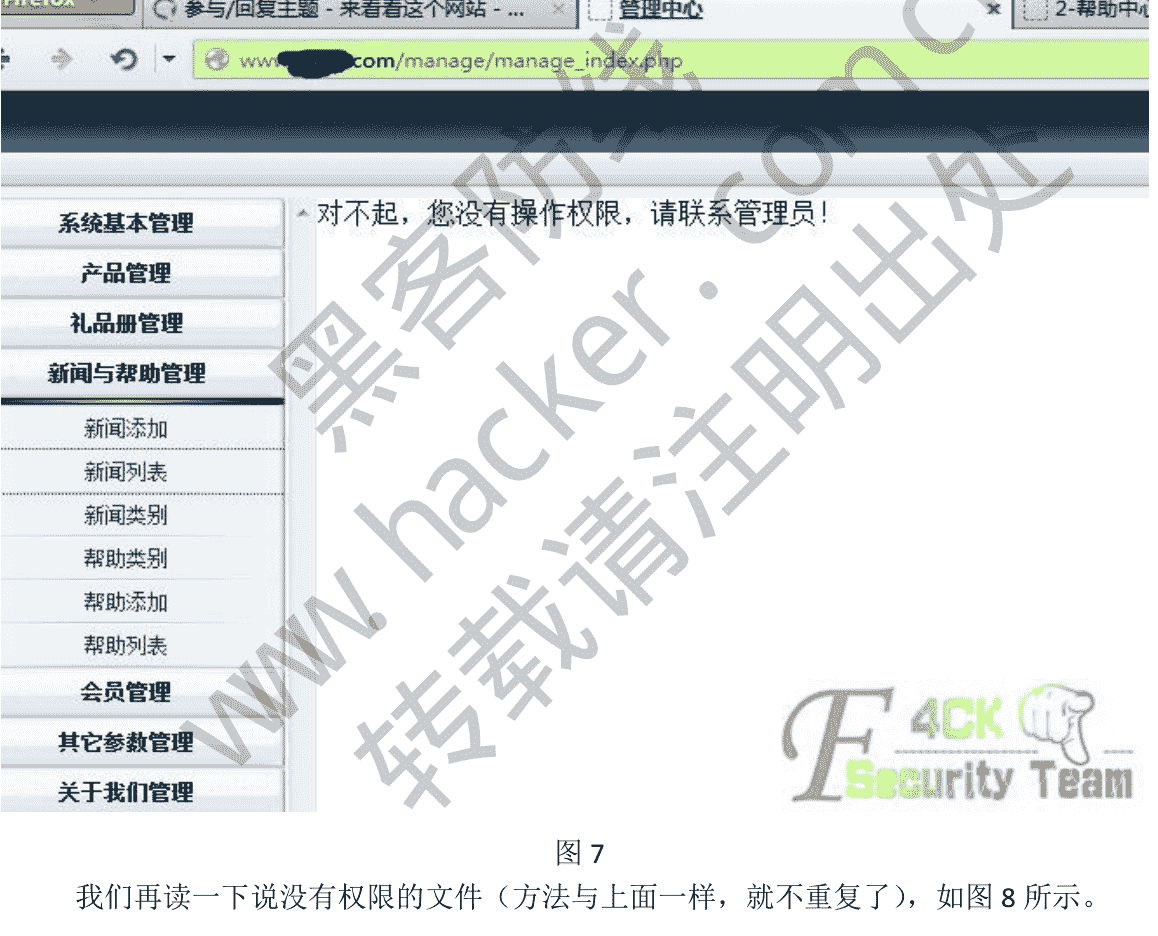 参与/回复主题 - 来看看这个网站 - ...
管理中心
2-帮助中心
com/manage/manage_index.php
对不起，您没有操作权限，请联系管理员！
系统基本管理
产品管理
礼品册管理
新闻与帮助管理
新闻添加
新闻列表
新闻类别
帮助类别
帮助添加
帮助列表
会员管理
其它参数管理
关于我们管理
黑客防线
www.hacker.com.c
转载请注明出处
F4CK
Security Team
图 7
我们再读一下说没有权限的文件（方法与上面一样，就不重复了），如图 8 所示。